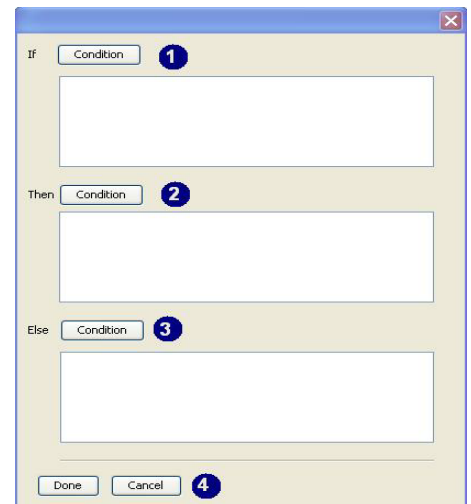 If Condition 1
Then Condition 2
Else Condition 3
Done Cancel 4